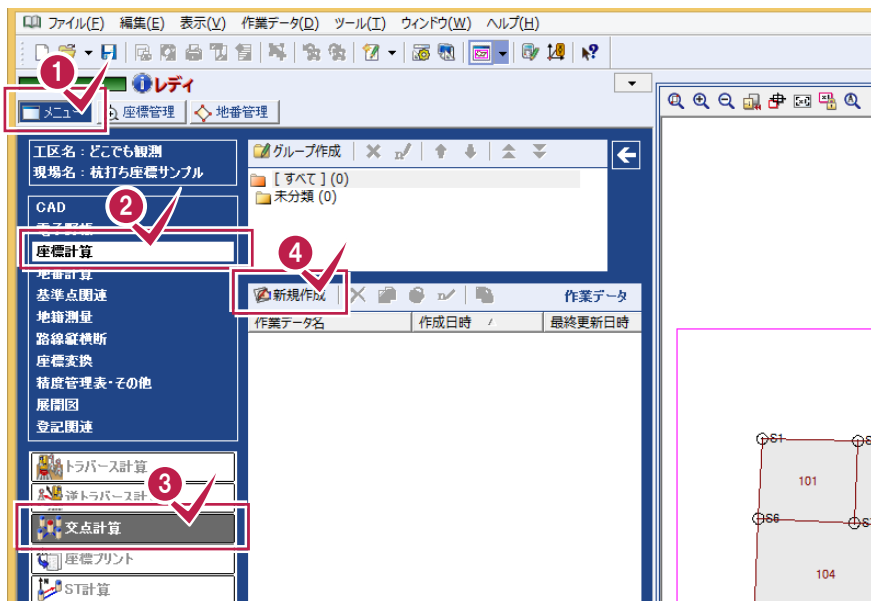 ファイル(F) 編集(E) 表示(V) 作業データ(D) ツール(T) ウィンドウ(W) ヘルプ(H)
1
レディ
メニュー 座標管理 地番管理
工区名：どこでも観測
現場名：杭打ち座標サンプル
グループ作成
[ すべて ] (0)
未分類 (0)
CAD
2
座標計算
地番計算
基準点関連
地籍測量
路線縦横断
座標変換
精度管理表・その他
展開図
登記関連
4
新規作成 作業データ
作業データ名 作成日時 最終更新日時
トラバース計算
3
逆トラバース計
交点計算
座標プリント
ST計算
S1
101
S6
104